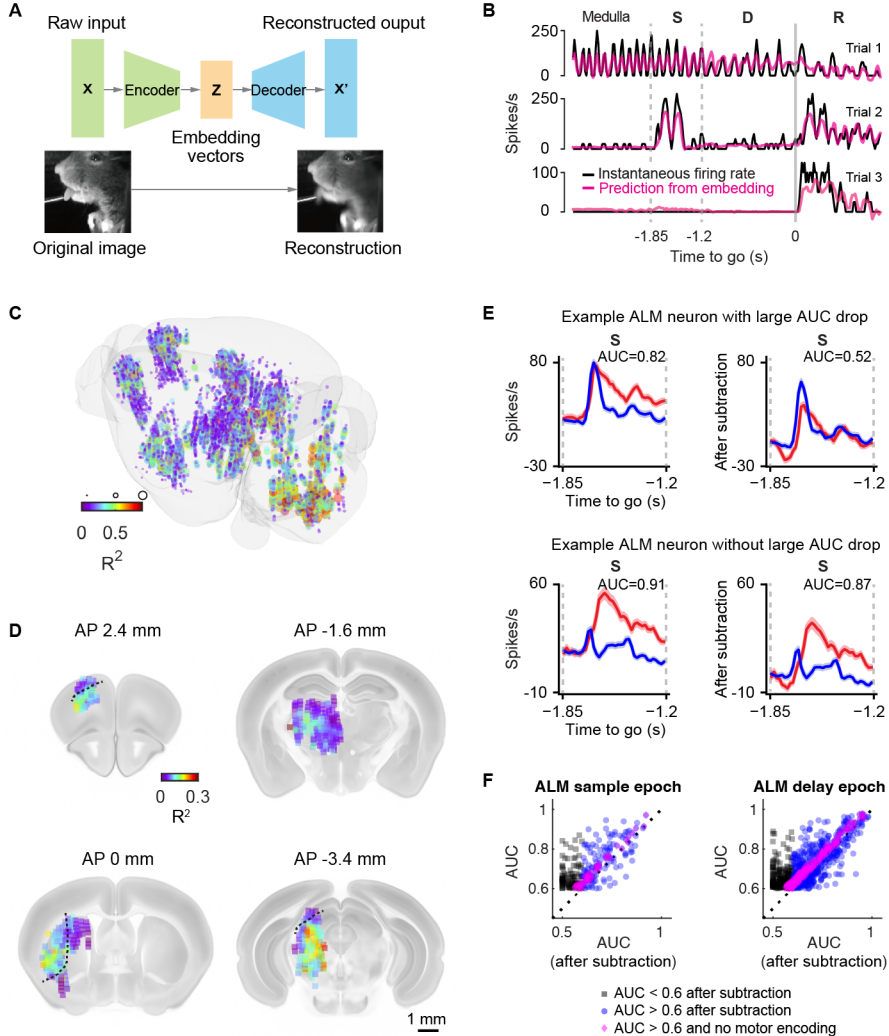 A
Raw input
Reconstructed ouput
X
Encoder
Z
Decoder
X'
Embedding
vectors
Original image
Reconstruction
B
Medulla
S
D
R
250
0
Trial 1
250
0
Trial 2
100
0
Trial 3
Spikes/s
Instantaneous firing rate
Prediction from embedding
-1.85
-1.2
0
Time to go (s)
C
0
0.5
R2
D
AP 2.4 mm
AP -1.6 mm
0
0.3
R2
AP 0 mm
AP -3.4 mm
1 mm
E
Example ALM neuron with large AUC drop
S
AUC=0.82
80
-30
Spikes/s
−1.85
−1.2
Time to go (s)
S
AUC=0.52
80
-30
After subtraction
−1.85
−1.2
Example ALM neuron without large AUC drop
S
AUC=0.91
60
-10
Spikes/s
−1.85
−1.2
Time to go (s)
S
AUC=0.87
60
-10
After subtraction
−1.85
−1.2
F
ALM sample epoch
1
0.8
0.6
AUC
0.5
1
AUC
(after subtraction)
ALM delay epoch
1
0.8
0.6
AUC
0.5
1
AUC
(after subtraction)
AUC < 0.6 after subtraction
AUC > 0.6 after subtraction
AUC > 0.6 and no motor encoding